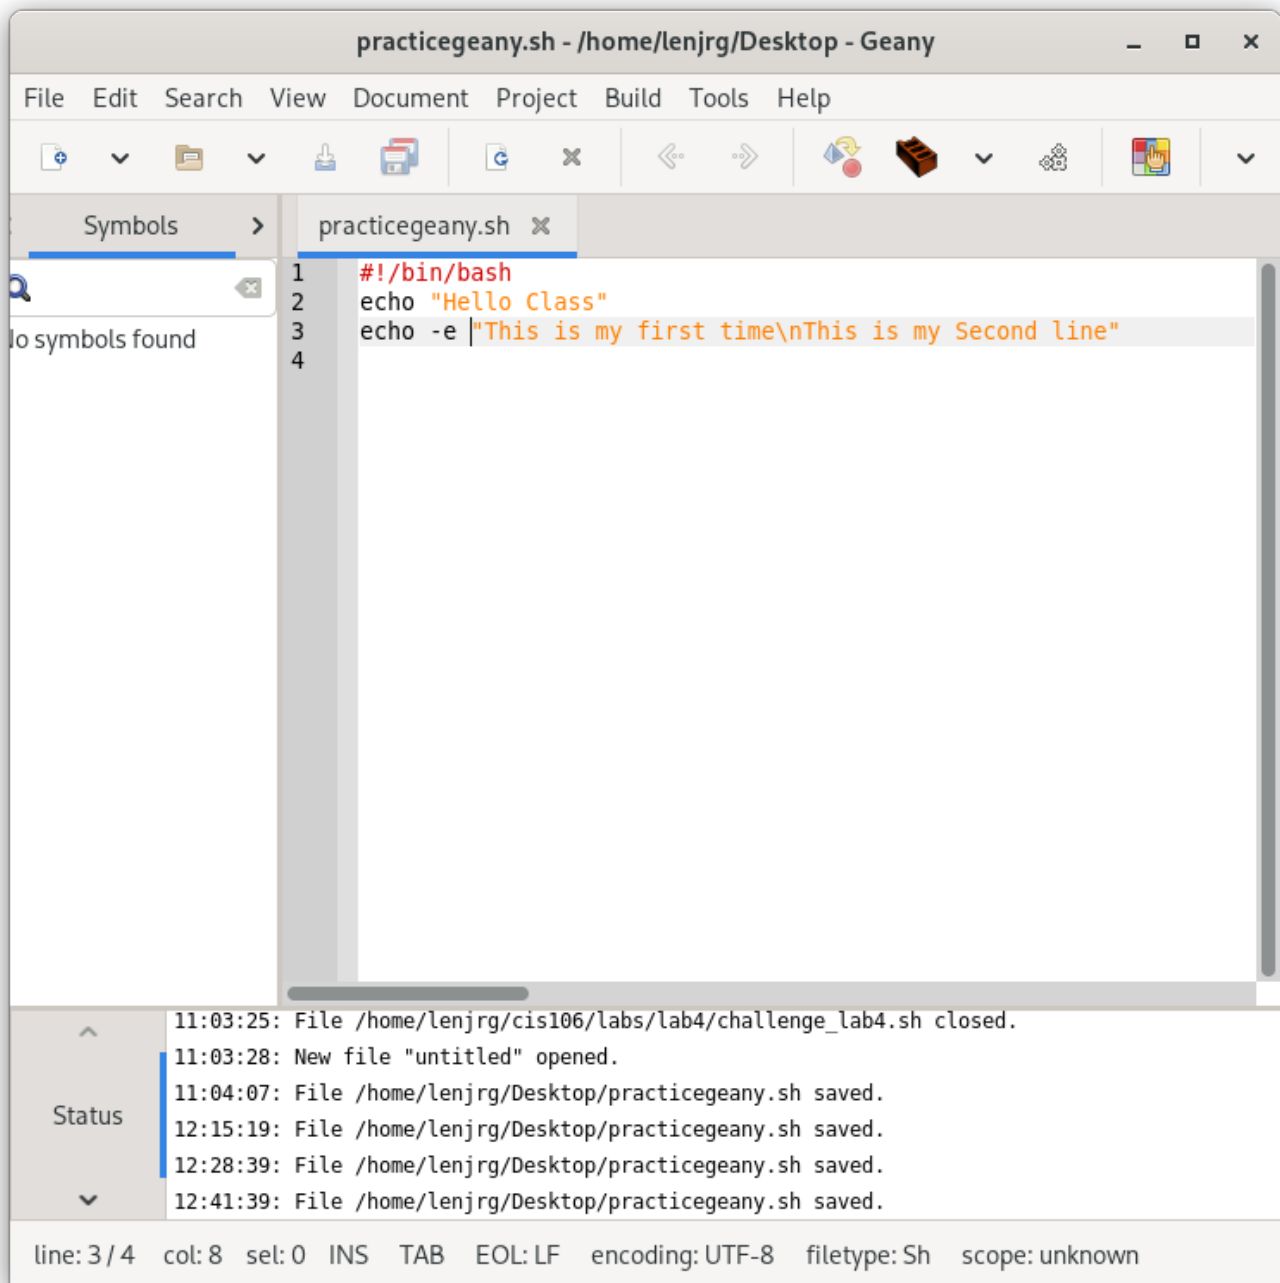 practicegeany.sh - /home/lenjrg/Desktop - Geany
File Edit Search View Document Project Build Tools Help
Symbols
practicegeany.sh
No symbols found
1 #!/bin/bash
2 echo "Hello Class"
3 echo -e "This is my first time\nThis is my Second line"
4
Status
11:03:25: File /home/lenjrg/cis106/labs/lab4/challenge_lab4.sh closed.
11:03:28: New file "untitled" opened.
11:04:07: File /home/lenjrg/Desktop/practicegeany.sh saved.
12:15:19: File /home/lenjrg/Desktop/practicegeany.sh saved.
12:28:39: File /home/lenjrg/Desktop/practicegeany.sh saved.
12:41:39: File /home/lenjrg/Desktop/practicegeany.sh saved.
line: 3 / 4 col: 8 sel: 0 INS TAB EOL: LF encoding: UTF-8 filetype: Sh scope: unknown